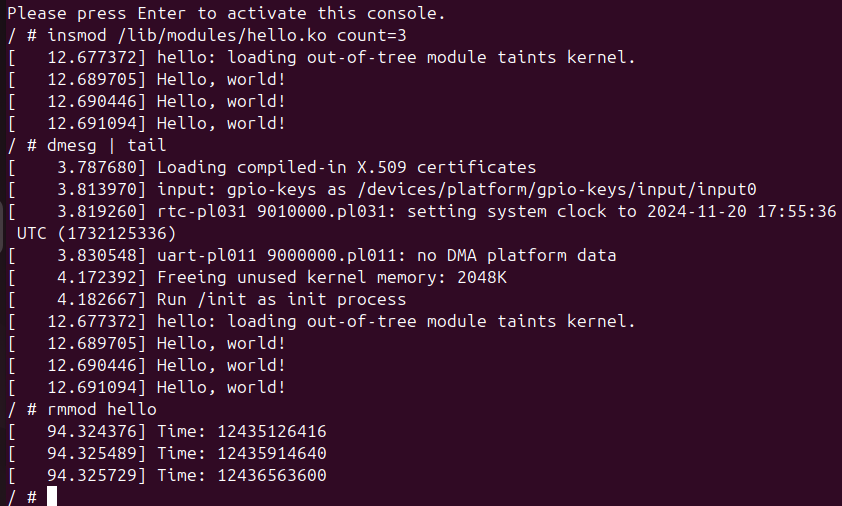 Please press Enter to activate this console.
/ # insmod /lib/modules/hello.ko count=3
[   12.677372] hello: loading out-of-tree module taints kernel.
[   12.689705] Hello, world!
[   12.690446] Hello, world!
[   12.691094] Hello, world!
/ # dmesg | tail
[    3.787680] Loading compiled-in X.509 certificates
[    3.813970] input: gpio-keys as /devices/platform/gpio-keys/input/input0
[    3.819260] rtc-pl031 9010000.pl031: setting system clock to 2024-11-20 17:55:36
 UTC (1732125336)
[    3.830548] uart-pl011 9000000.pl011: no DMA platform data
[    4.172392] Freeing unused kernel memory: 2048K
[    4.182667] Run /init as init process
[   12.677372] hello: loading out-of-tree module taints kernel.
[   12.689705] Hello, world!
[   12.690446] Hello, world!
[   12.691094] Hello, world!
/ # rmmod hello
[   94.324376] Time: 12435126416
[   94.325489] Time: 12435914640
[   94.325729] Time: 12436563600
/ #